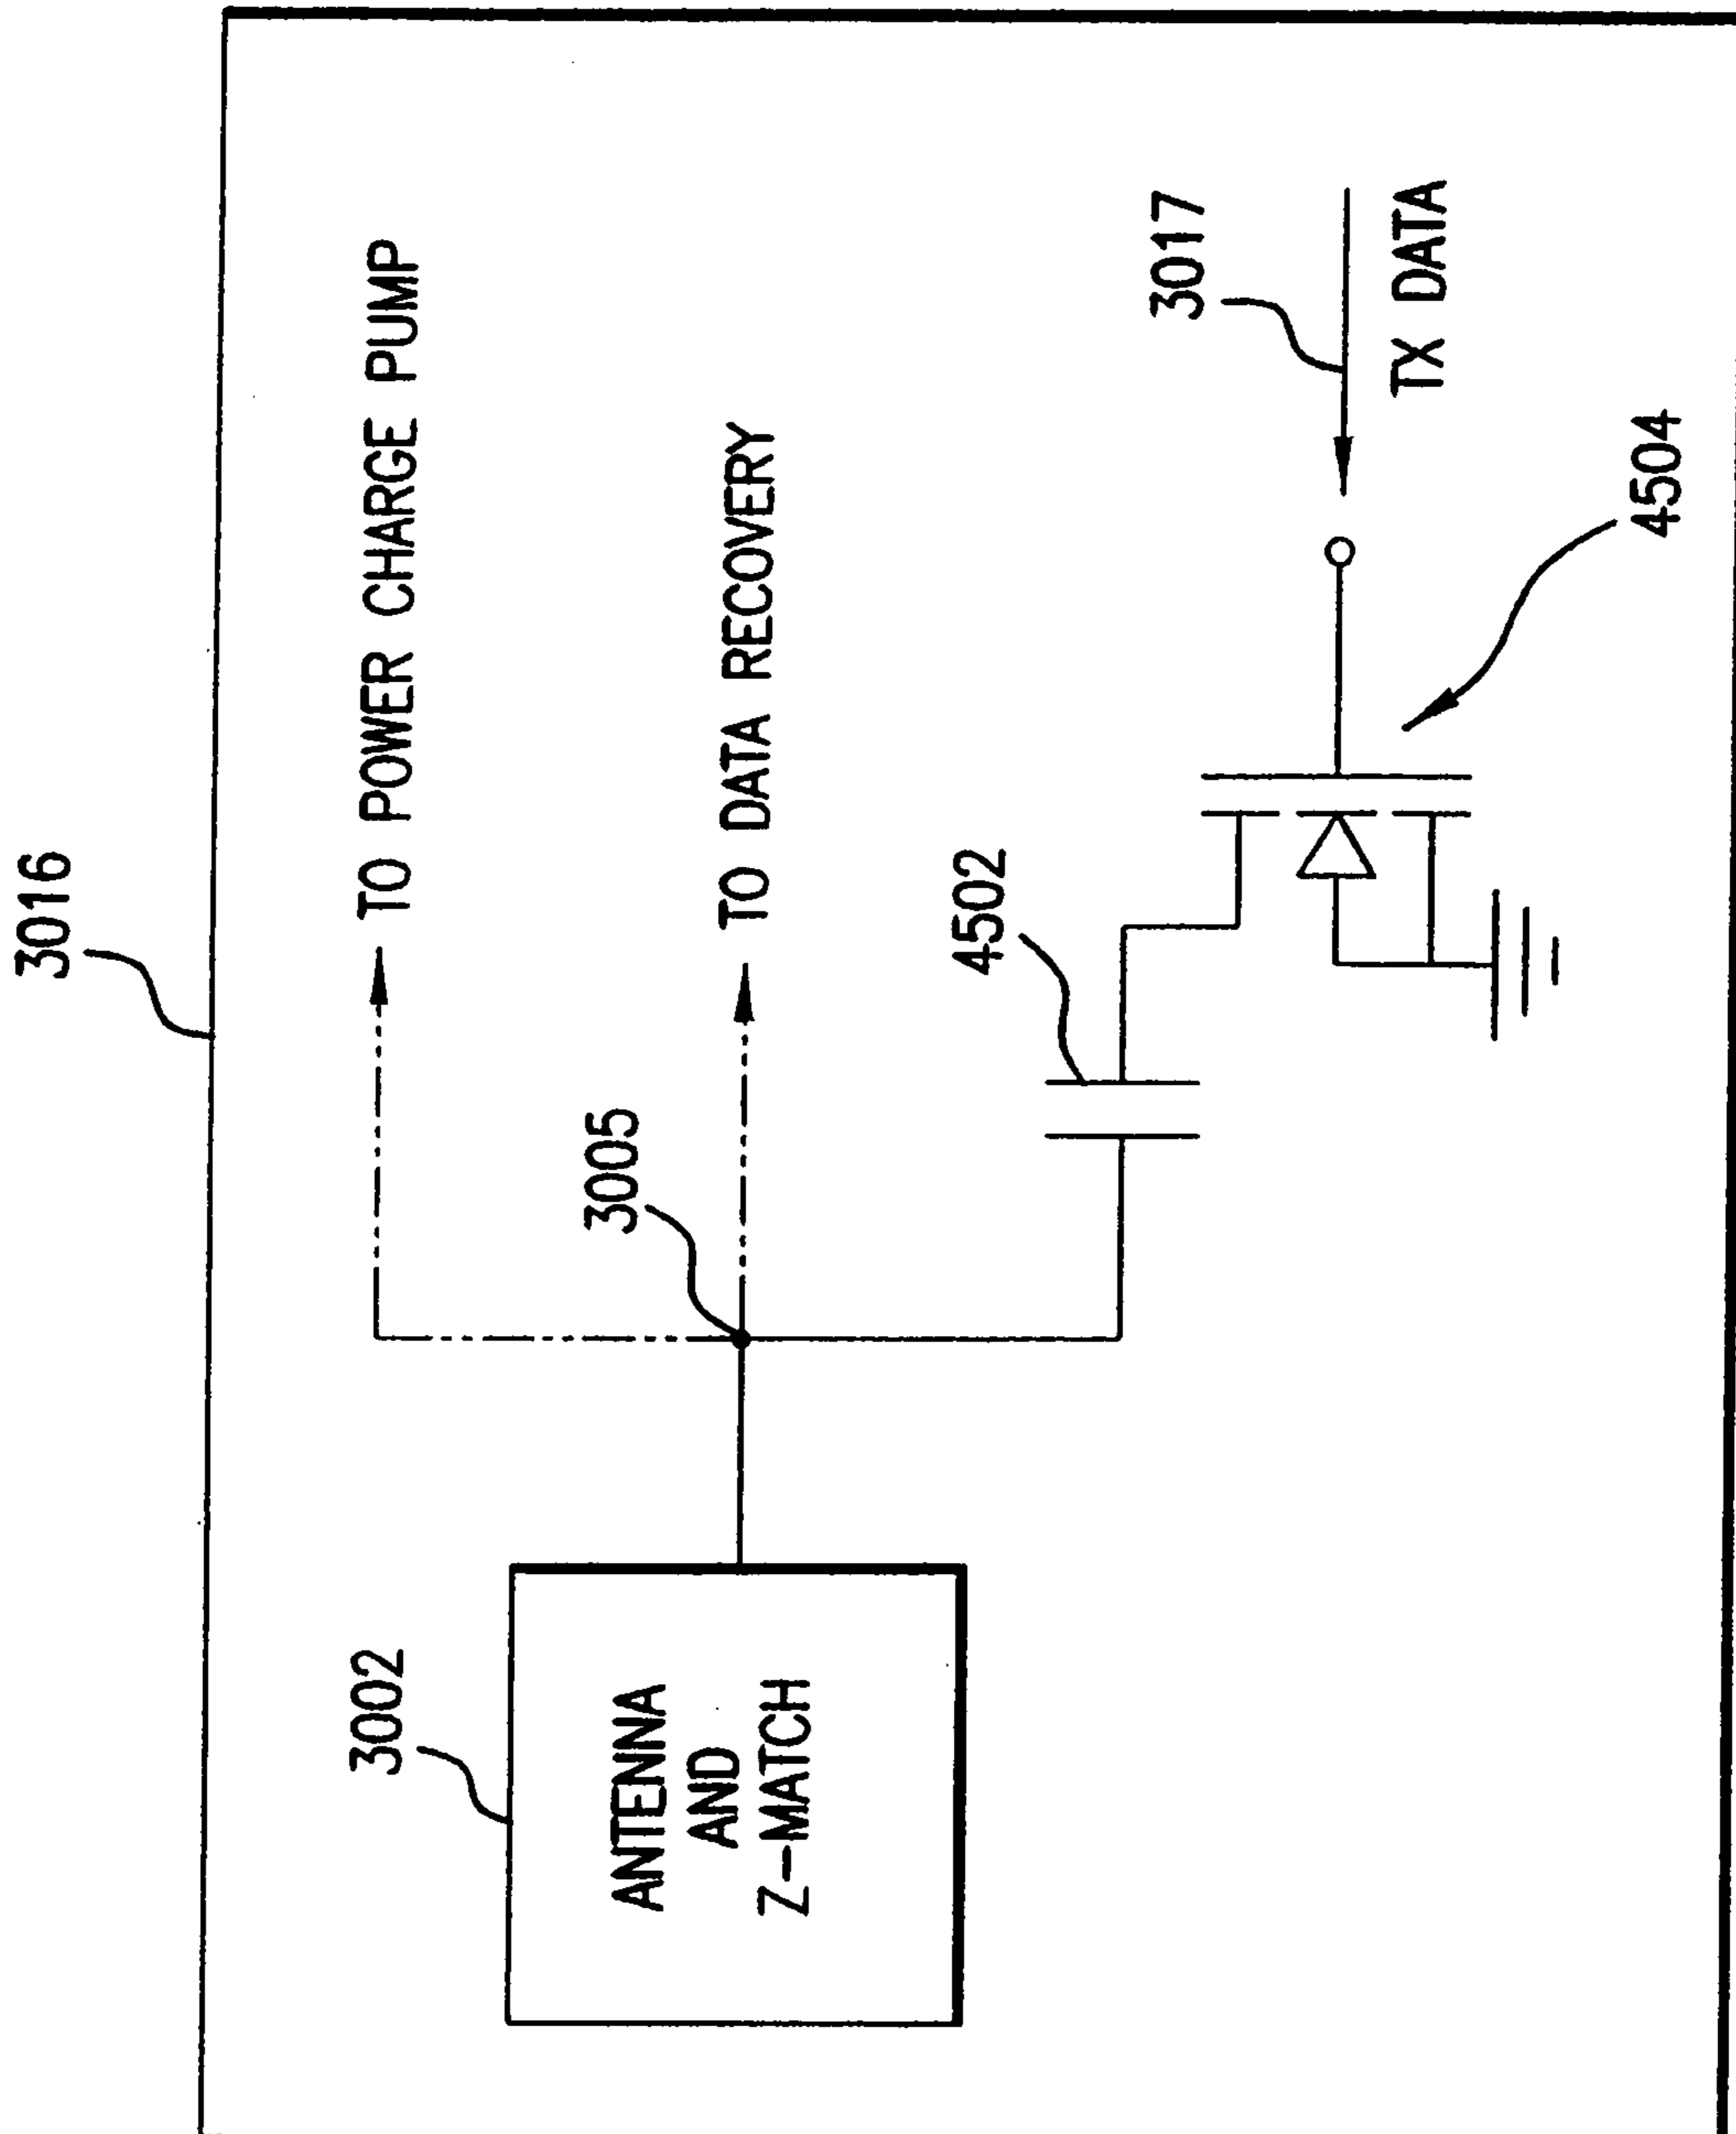 3016
TO POWER CHARGE PUMP
3005
TO DATA RECOVERY
3002
ANTENNA
AND
Z-MATCH
4502
3017
TX DATA
4504